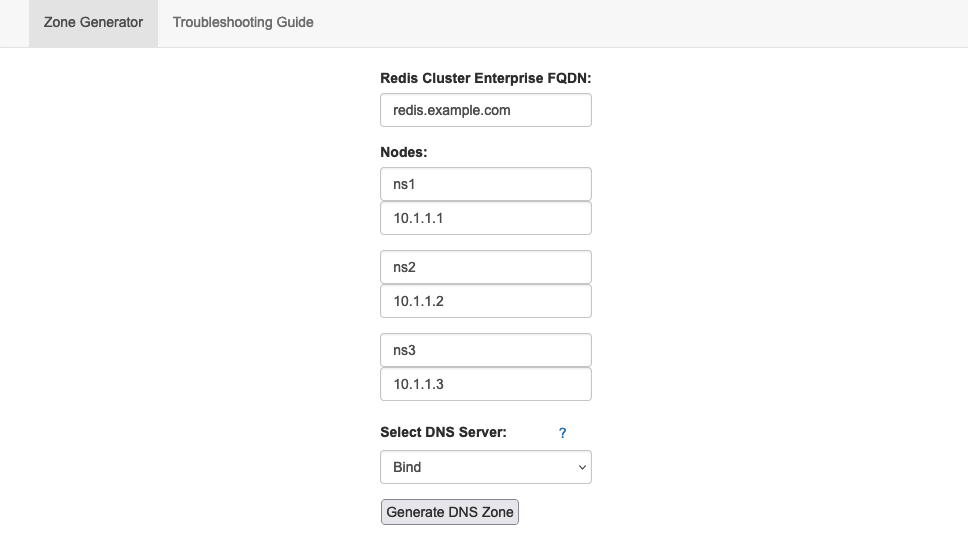 Zone Generator Troubleshooting Guide
Redis Cluster Enterprise FQDN:
redis.example.com
Nodes:
ns1
10.1.1.1
ns2
10.1.1.2
ns3
10.1.1.3
Select DNS Server: ?
Bind
Generate DNS Zone